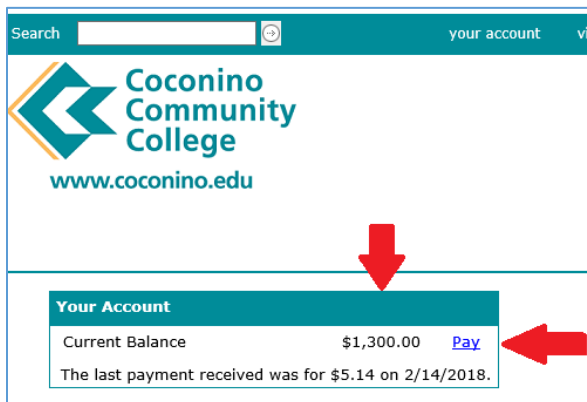 Search your account
Coconino
Community
College
www.coconino.edu
Your Account
Current Balance $1,300.00 Pay
The last payment received was for $5.14 on 2/14/2018.